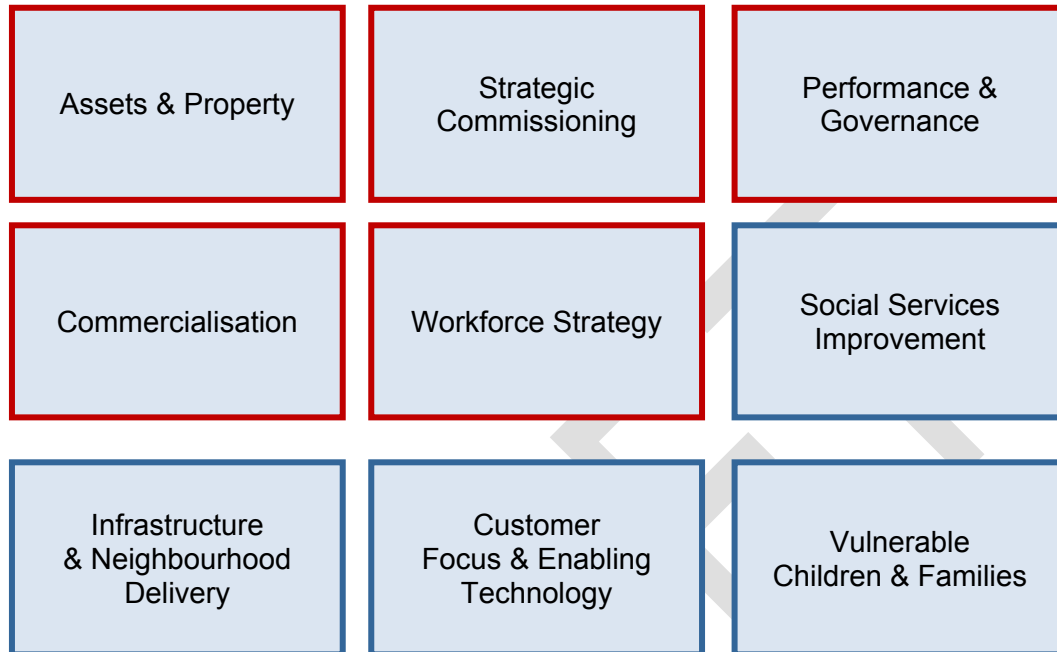 Assets & Property
Strategic
Commissioning
Performance &
Governance
Commercialisation
Workforce Strategy
Social Services
Improvement
Infrastructure
& Neighbourhood
Delivery
Customer
Focus & Enabling
Technology
Vulnerable
Children & Families